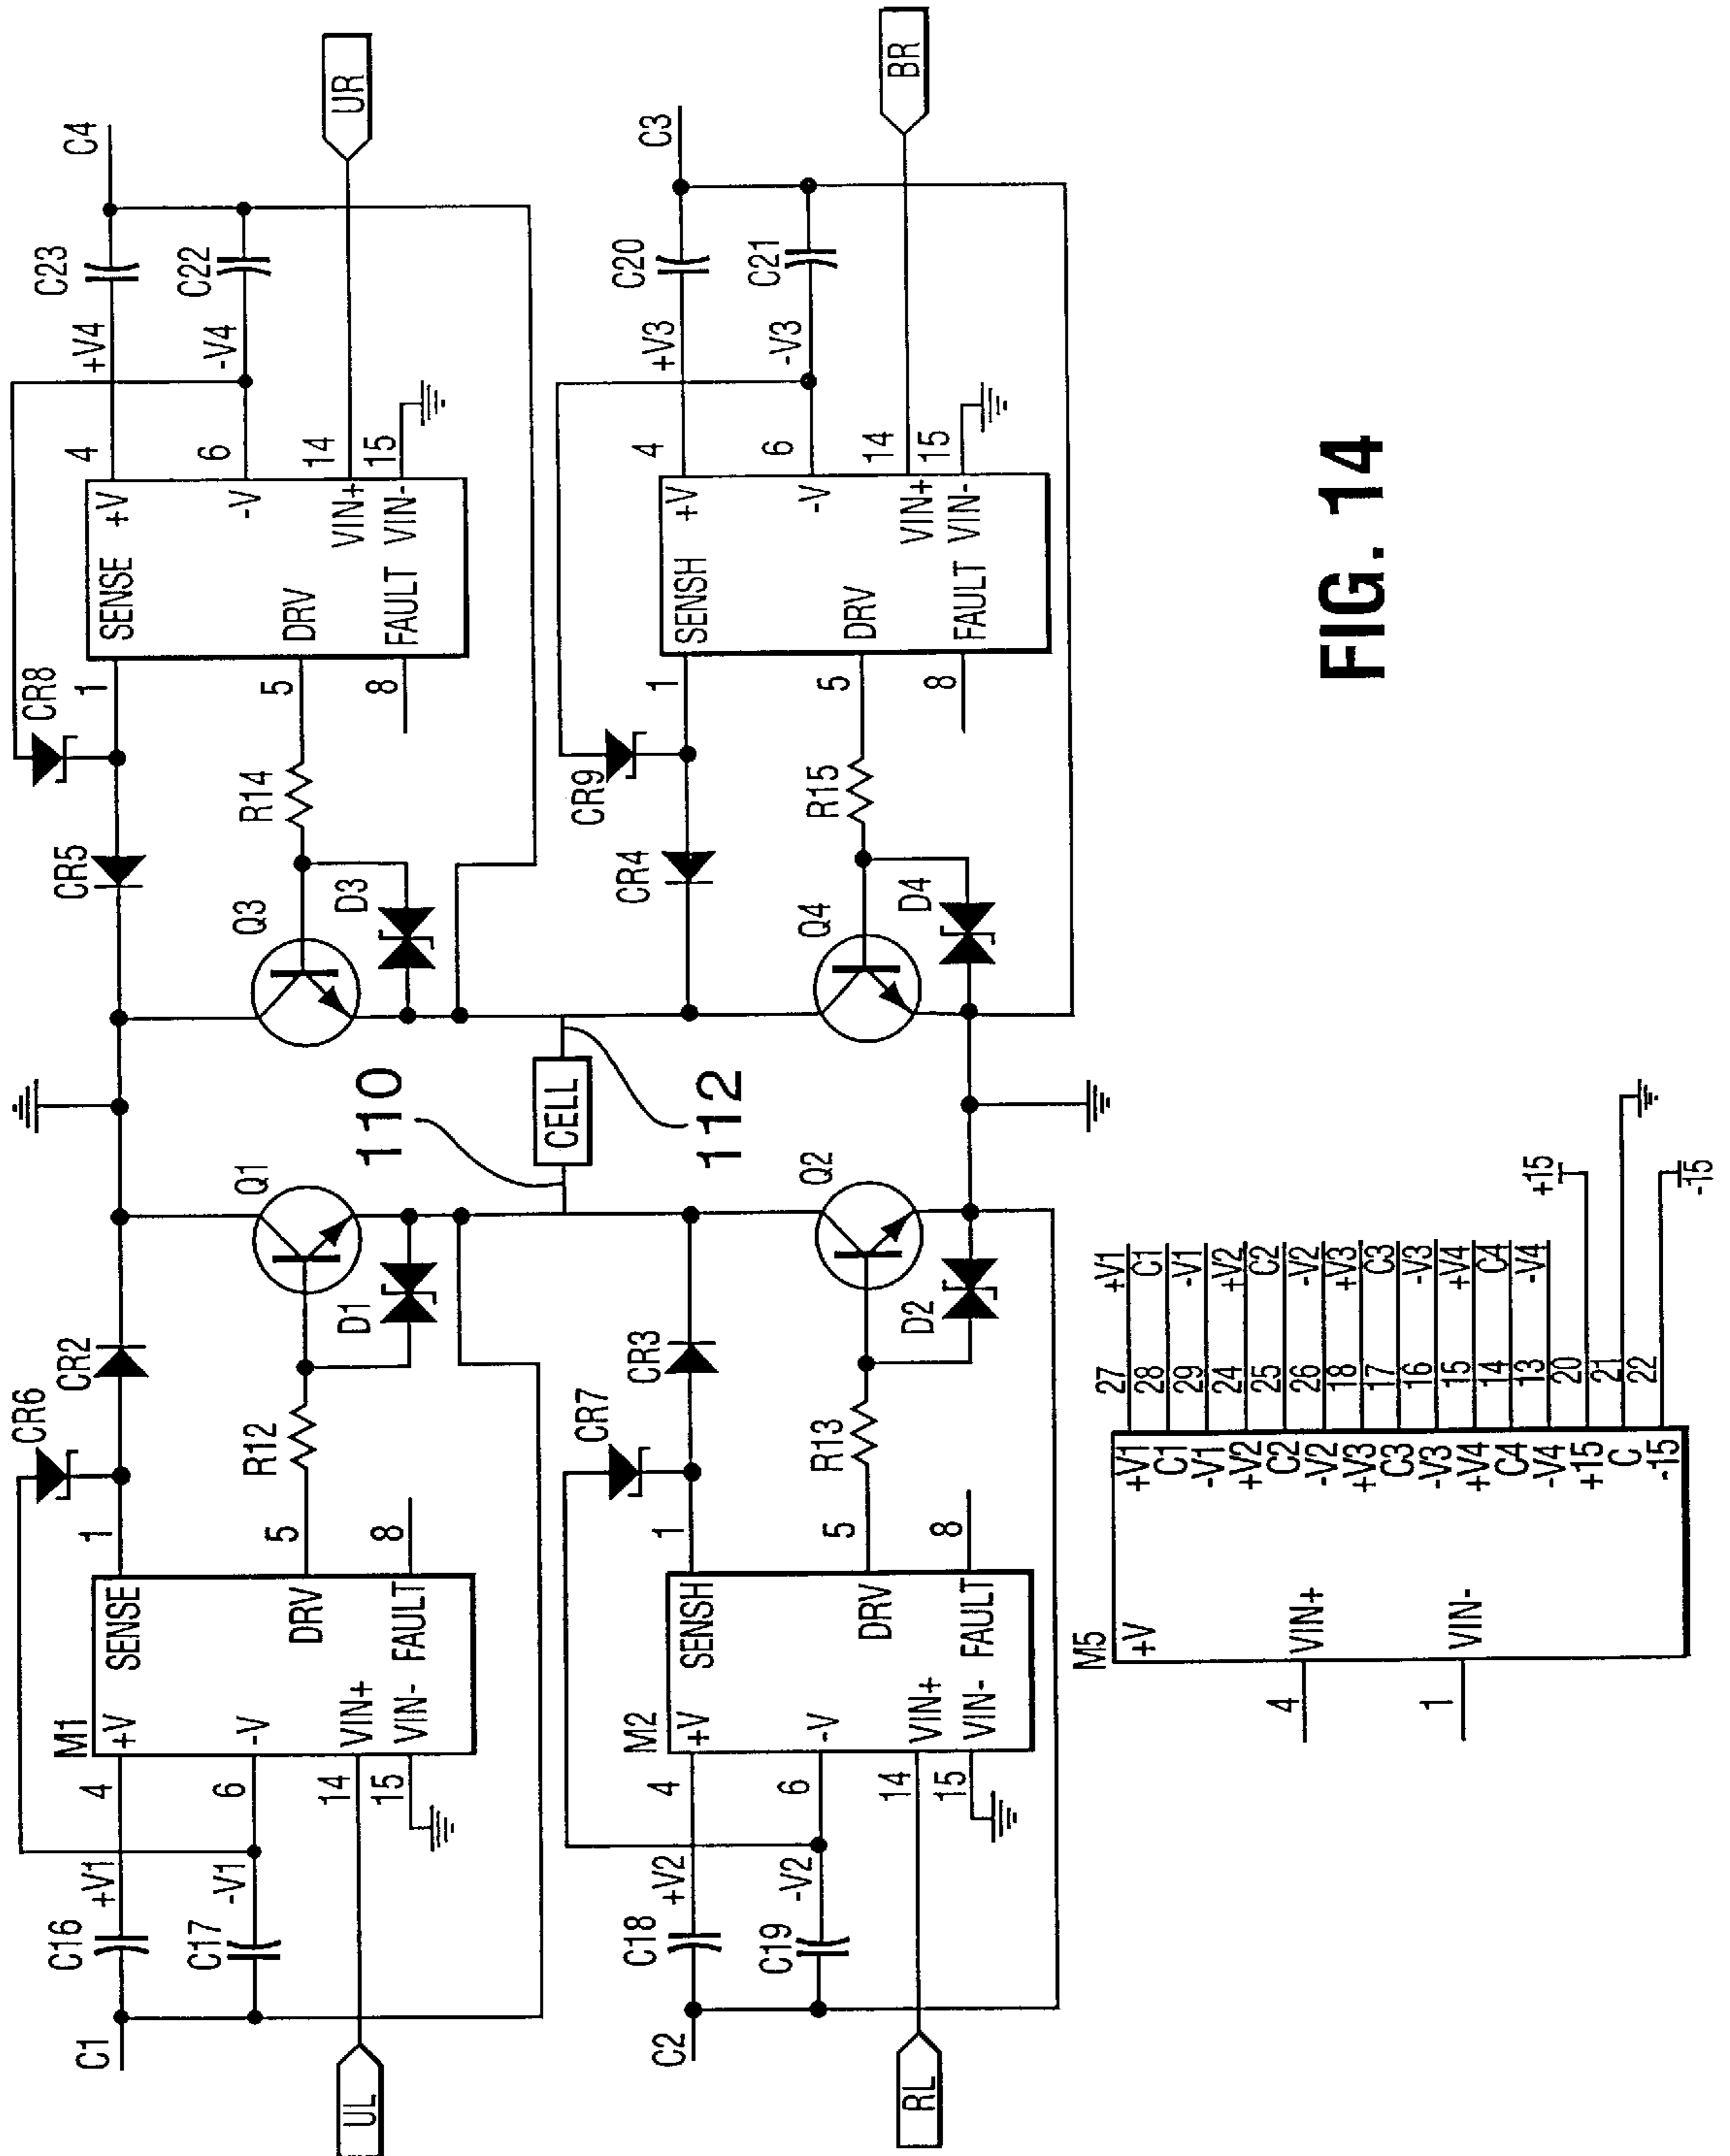 C1
C16
+V1
C17
-V1
4
6
14
15
M1
+V
-V
VIN+
VIN-
SENSE
DRV
FAULT
1
5
8
CR6
CR2
R12
D1
Q1
UL
110
CELL
112
CR8
CR5
Q3
D3
R14
1
5
8
SENSE
DRV
FAULT
+V
-V
VIN+
VIN-
4
6
14
15
+V4
-V4
C23
C22
C4
UR
C2
C18
+V2
C19
-V2
4
6
14
15
M2
+V
-V
VIN+
VIN-
SENSH
DRV
FAULT
1
5
8
CR7
CR3
R13
D2
Q2
RL
CR9
CR4
Q4
D4
R15
1
5
8
SENSH
DRV
FAULT
+V
-V
VIN+
VIN-
4
6
14
15
+V3
-V3
C20
C21
C3
BR
M5
+V
VIN+
VIN-
4
1
+V1 27 +V1
C1 28 C1
-V1 29 -V1
+V2 24 +V2
C2 25 C2
-V2 26 -V2
+V3 18 +V3
C3 17 C3
-V3 16 -V3
+V4 15 +V4
C4 14 C4
-V4 13 -V4
+15 20 +15
C 21
-15 22 -15
FIG. 14